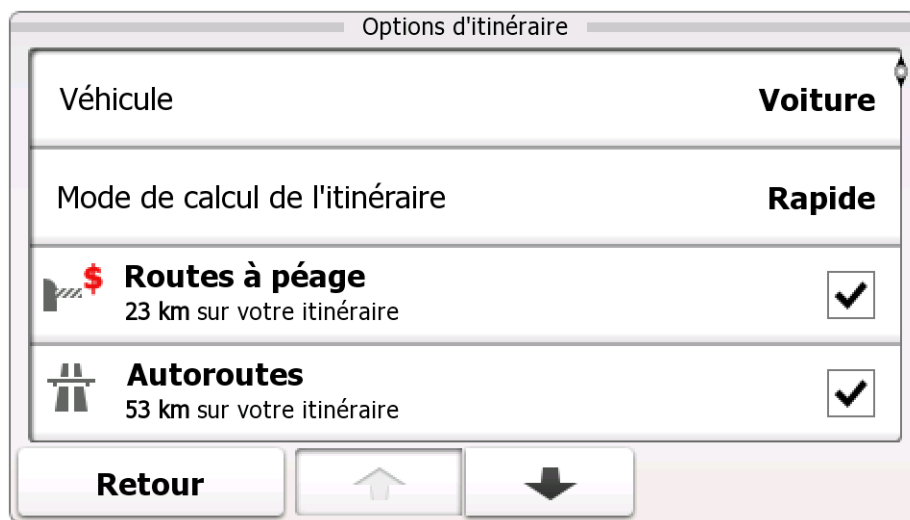 Options d'itinéraire
Véhicule Voiture
Mode de calcul de l'itinéraire Rapide
$ Routes à péage
23 km sur votre itinéraire
Autoroutes
53 km sur votre itinéraire
Retour